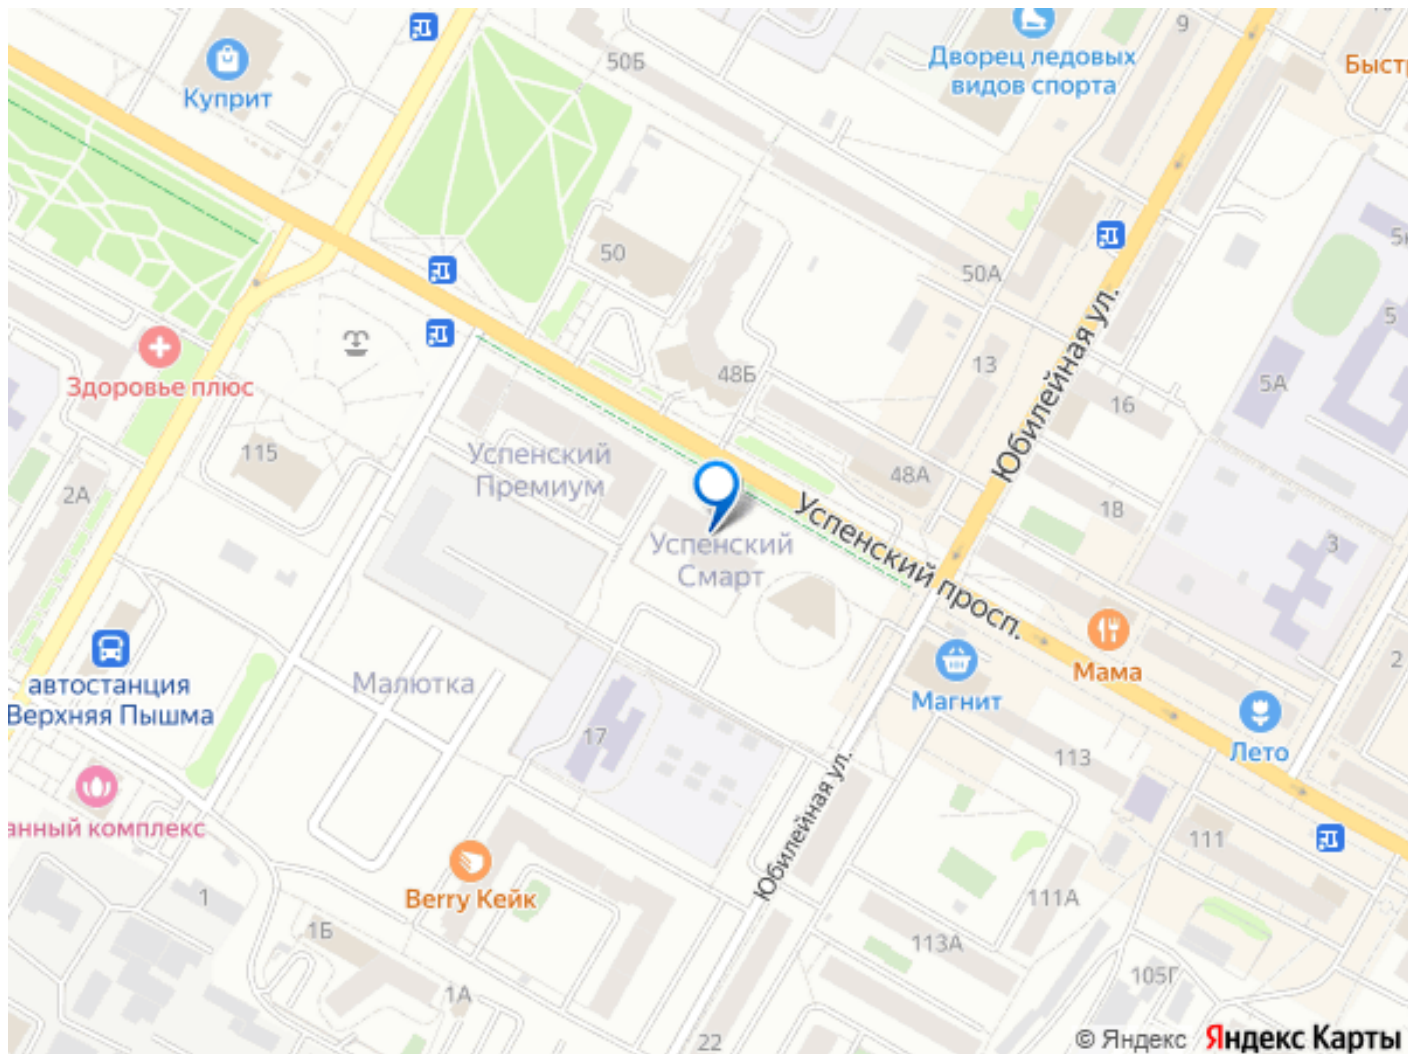 9
50Б
Дворец ледовых
видов спорта
Быст
Куприт
50
50А
5
13
5А
16
48Б
Здоровье плюс
Юбилейная ул.
115
Успенский
Премиум
48А
2А
18
Успенский просп.
Успенский
Смарт
3
Мама
2
автостанция
Верхняя Пышма
Малютка
Магнит
17
Лето
113
анный комплекс
Юбилейная ул.
111
Berry Кейк
1
111А
1Б
113А
105Г
1А
22
© Яндекс Яндекс Карты